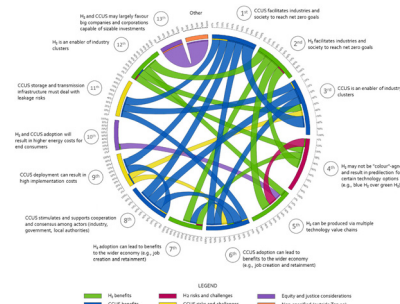 Other
1st
CCUS facilitates industries and
society to reach net zero goals
2nd
H₂ facilitates industries and
society to reach net zero goals
3rd
CCUS is an enabler of industry
clusters
4th
H₂ may not be "colour"-agn
and result in predilection fo
certain technology options
(e.g., blue H₂ over green H₂)
5th
H₂ can be produced via multiple
technology value chains
6th
CCUS adoption can lead to
benefits to the wider economy
(e.g., job creation and retainment)
7th
H₂ adoption can lead to benefits
to the wider economy (e.g., job
creation and retainment)
8th
CCUS stimulates and supports cooperation
and consensus among actors (industry,
government, local authorities)
9th
CCUS deployment can result in
high implementation costs
10th
H₂ and CCUS adoption will
result in higher energy costs for
end consumers
11th
CCUS storage and transmission
infrastructure must deal with
leakage risks
12th
H₂ is an enabler of industry
clusters
13th
H₂ and CCUS may largely favour
big companies and corporations
capable of sizable investments
LEGEND
H₂ benefits
H₂ risks and challenges
Equity and justice considerations